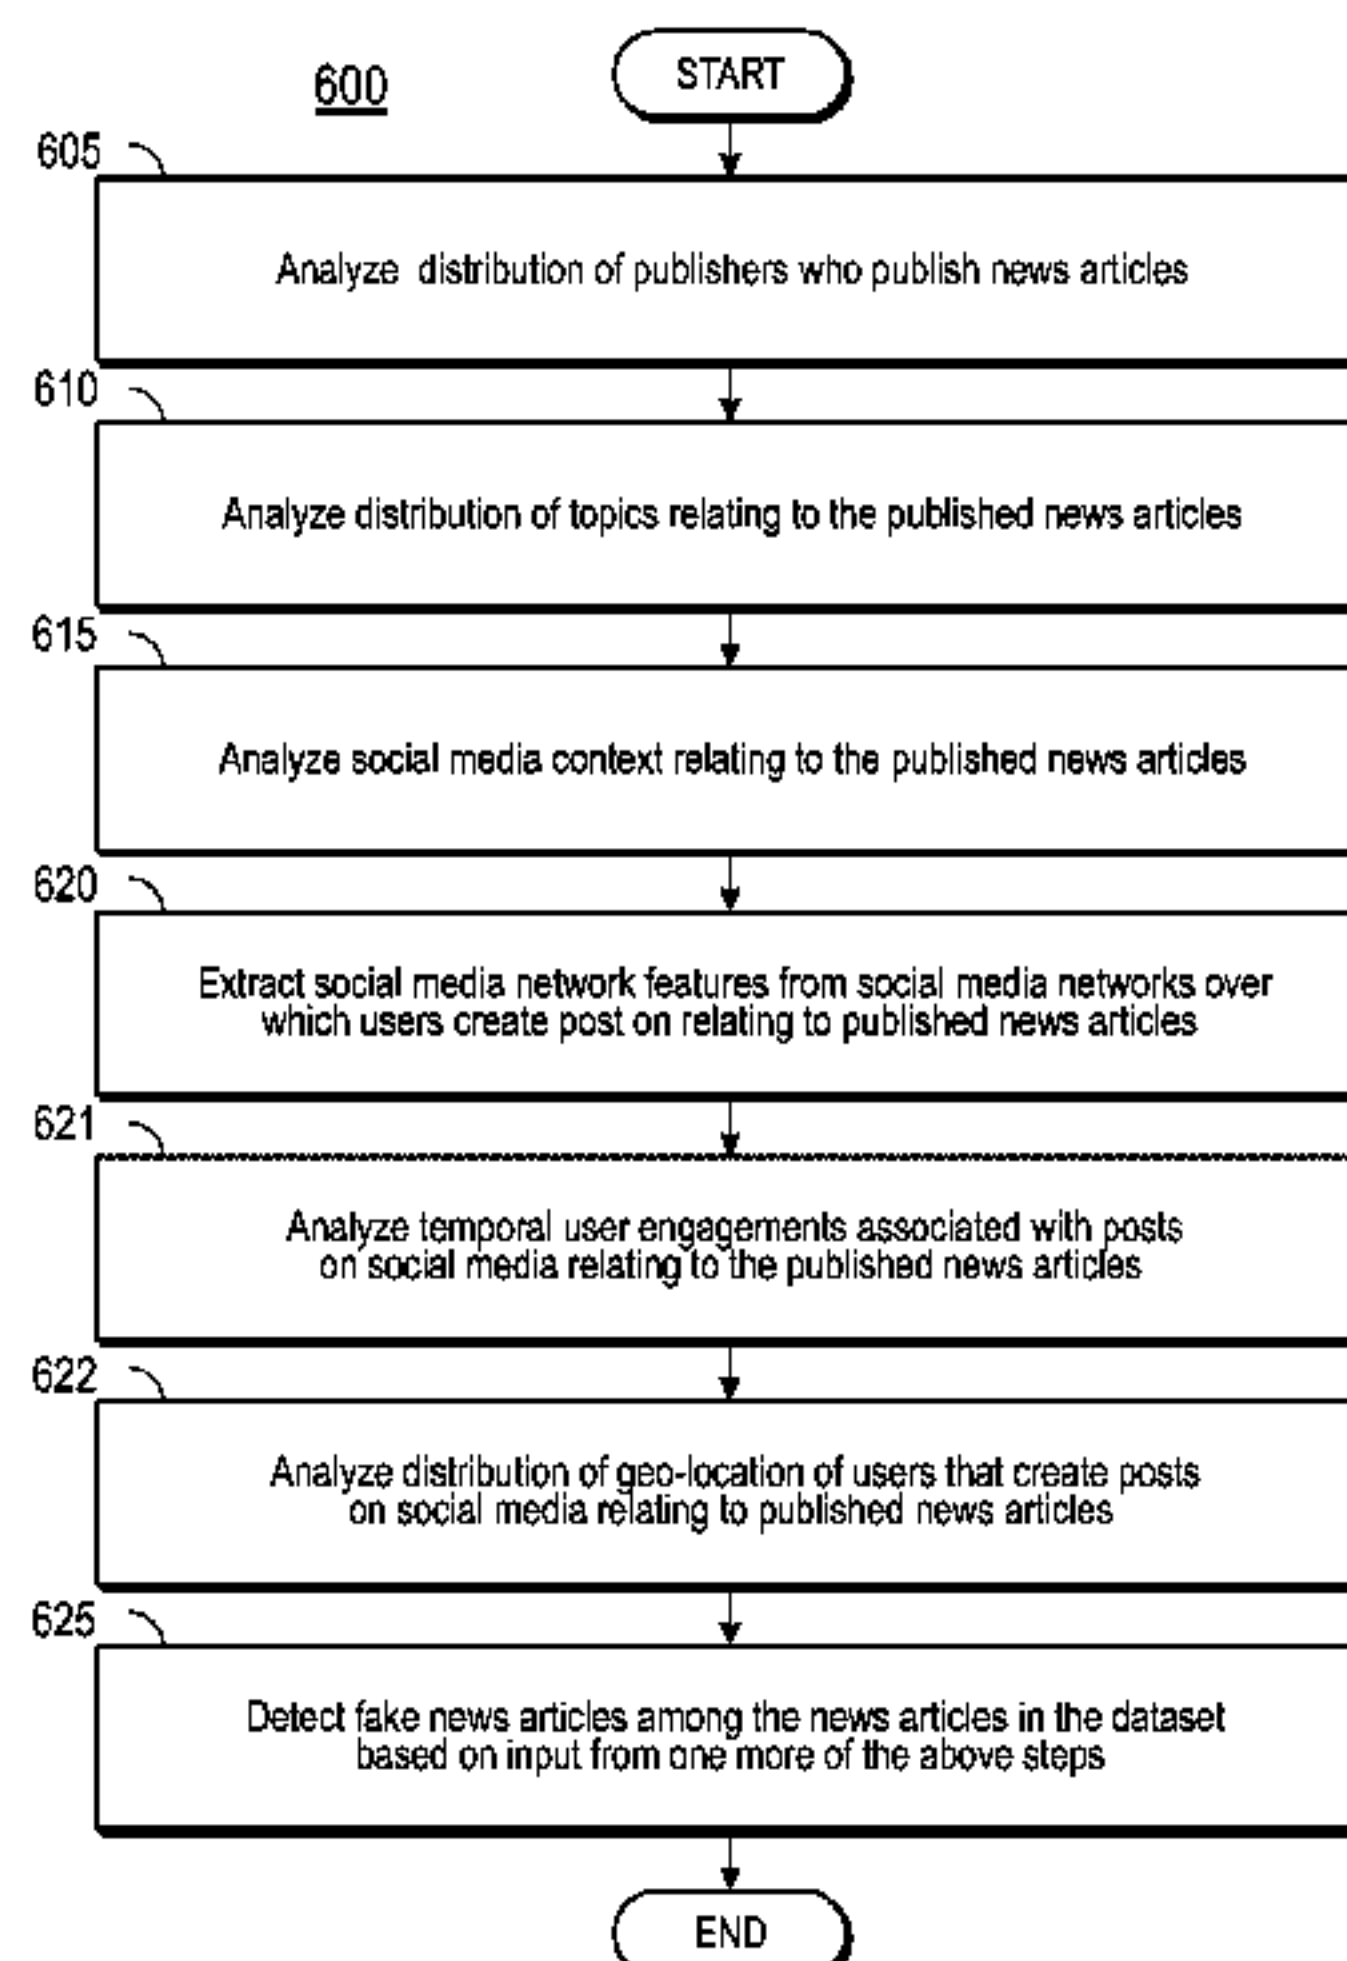 600
START
605
Analyze distribution of publishers who publish news articles
610
Analyze distribution of topics relating to the published news articles
615
Analyze social media context relating to the published news articles
620
Extract social media network features from social media networks over
which users create post on relating to published news articles
621
Analyze temporal user engagements associated with posts
on social media relating to the published news articles
622
Analyze distribution of geo-location of users that create posts
on social media relating to published news articles
625
Detect fake news articles among the news articles in the dataset
based on input from one more of the above steps
END